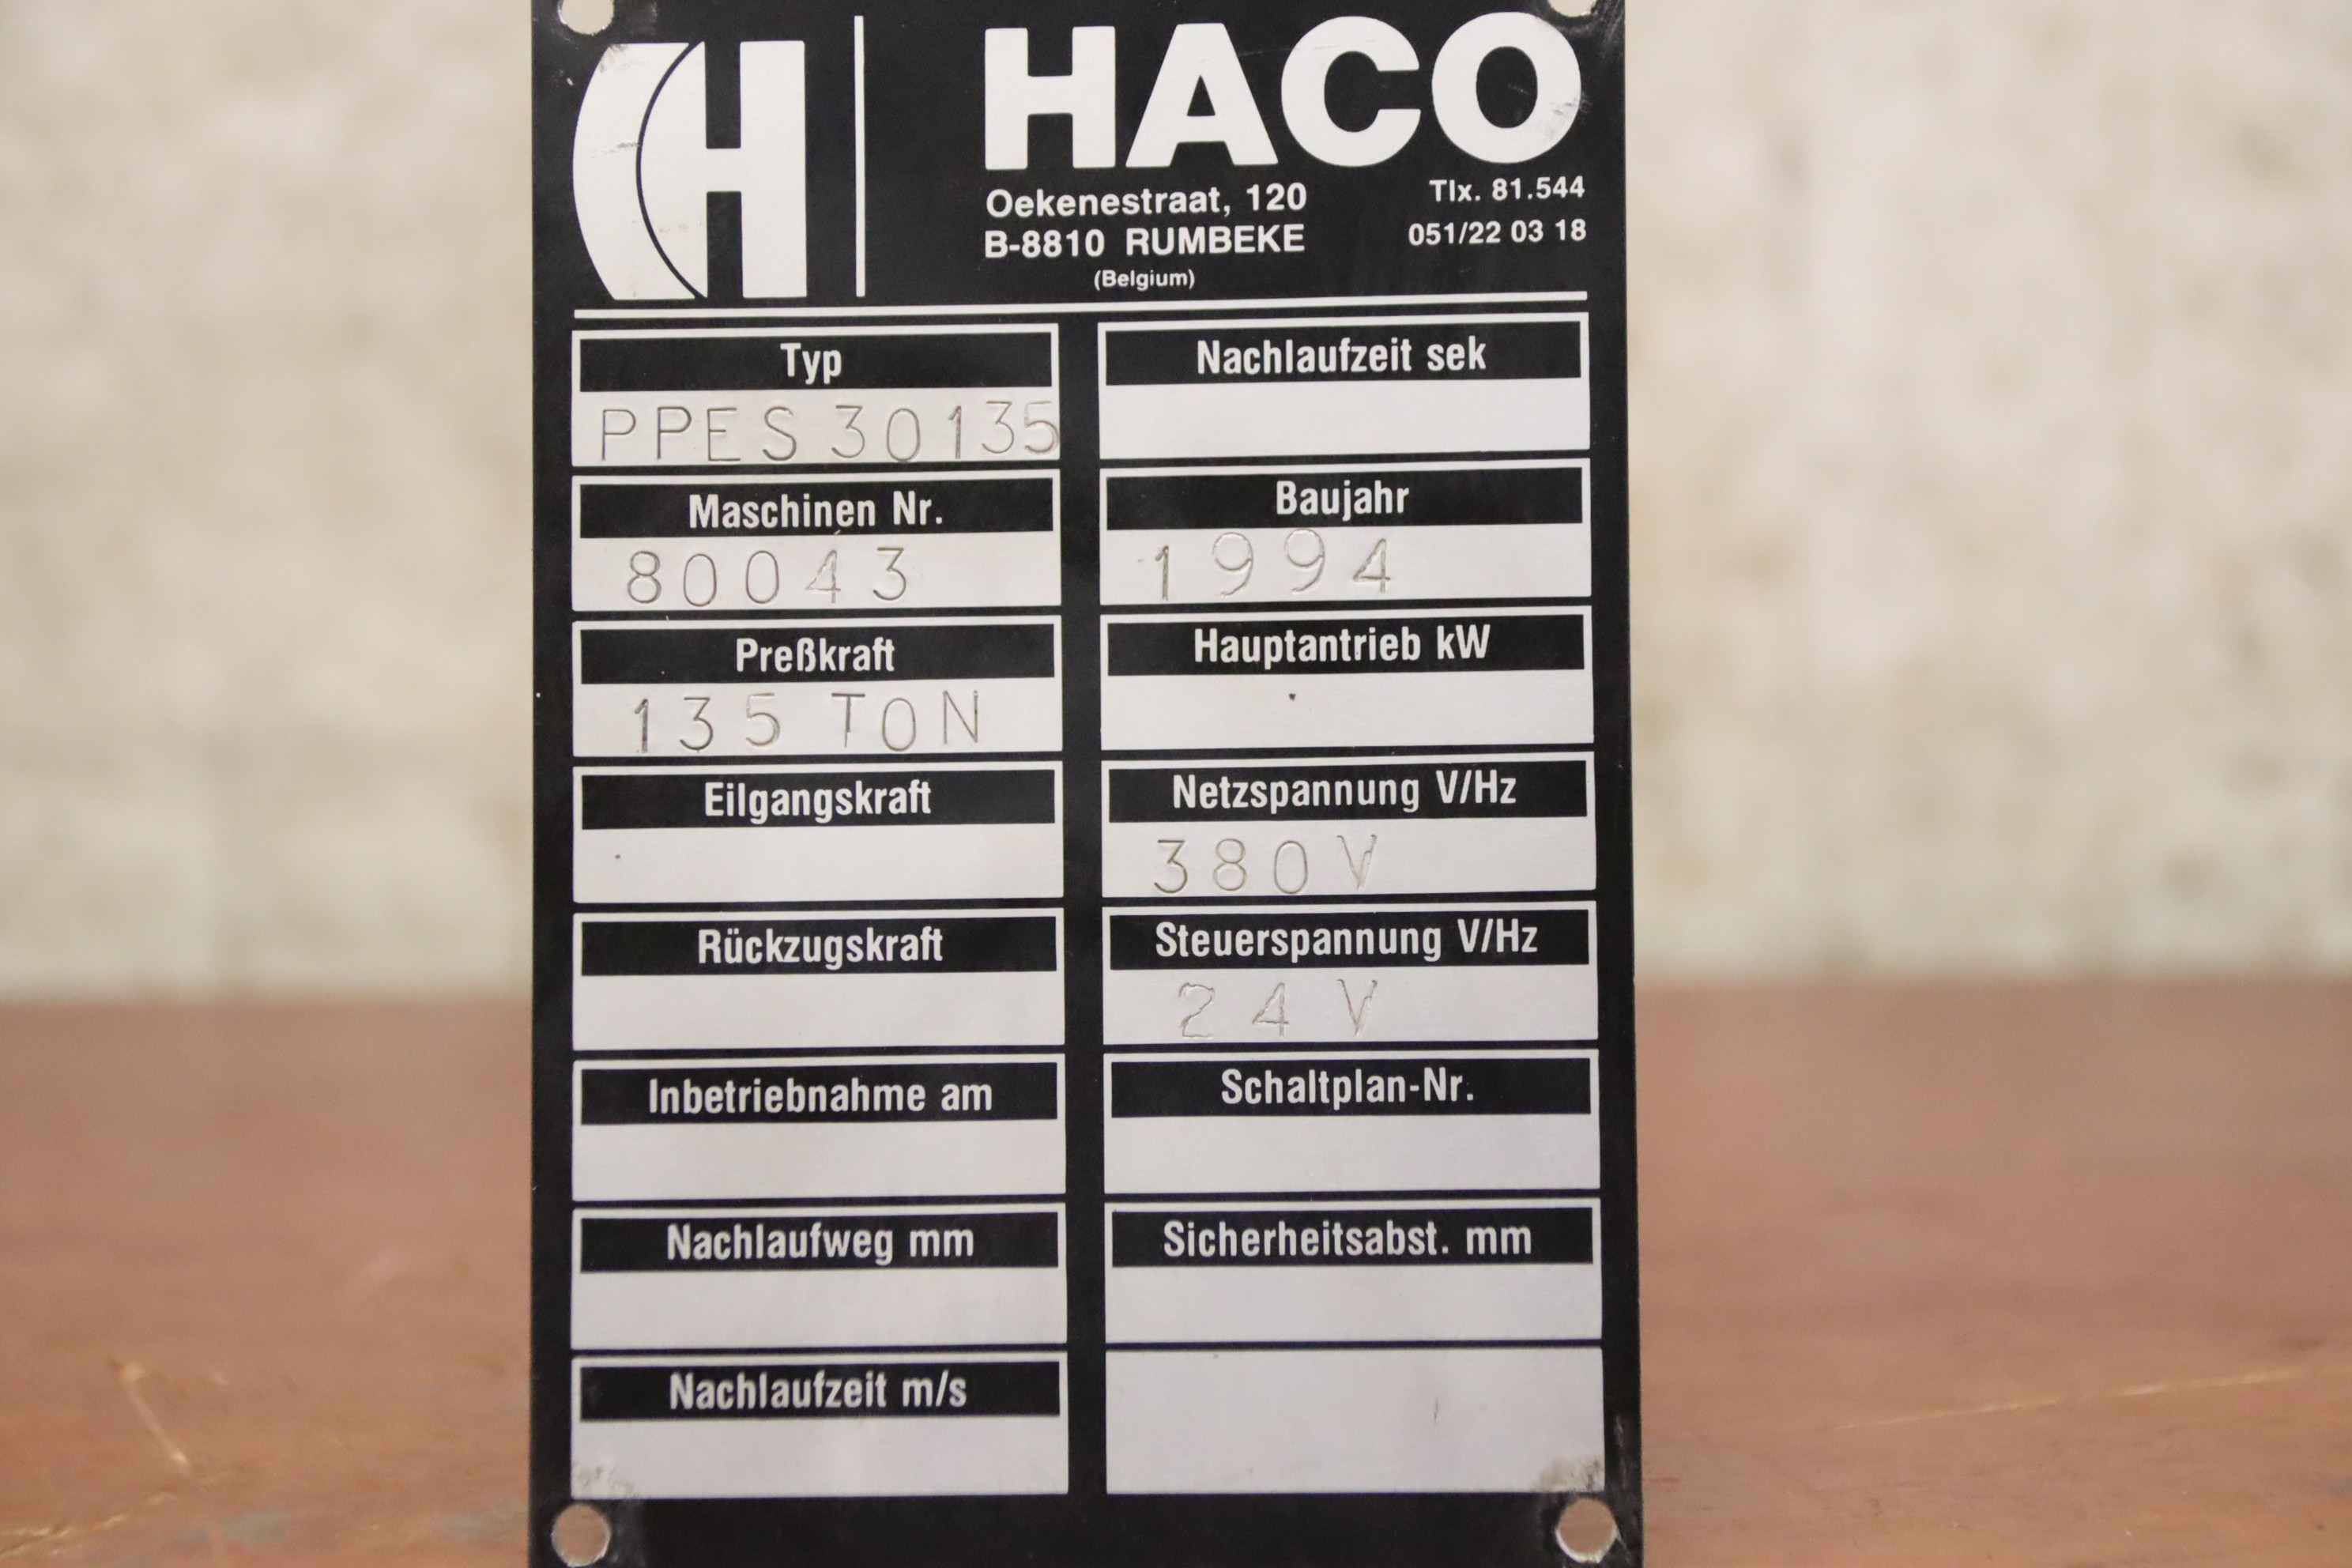 HACO
Oekenestraat, 120
B-8810 RUMBEKE
(Belgium)
Tlx. 81.544
051/22 03 18
Typ
PPES 30135
Nachlaufzeit sek
Maschinen Nr.
80043
Baujahr
1994
Preßkraft
135 TON
Hauptantrieb kW
Eilgangskraft
Netzspannung V/Hz
380V
Rückzugskraft
Steuerspannung V/Hz
24V
Inbetriebnahme am
Schaltplan-Nr.
Nachlaufweg mm
Sicherheitsabst. mm
Nachlaufzeit m/s